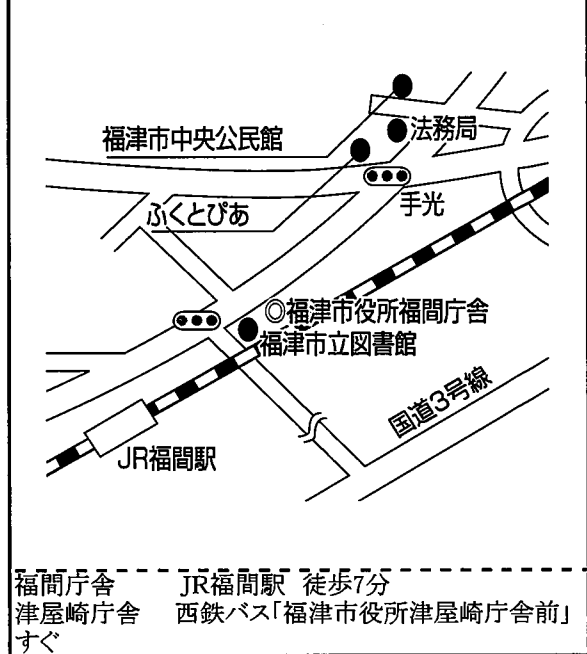 福津市中央公民館
法務局
ふくとぴあ
手光
◎福津市役所福間庁舎
福津市立図書館
国道3号線
JR福間駅
福間庁舎 JR福間駅 徒歩7分
津屋崎庁舎 西鉄バス「福津市役所津屋崎庁舎前」
すぐ